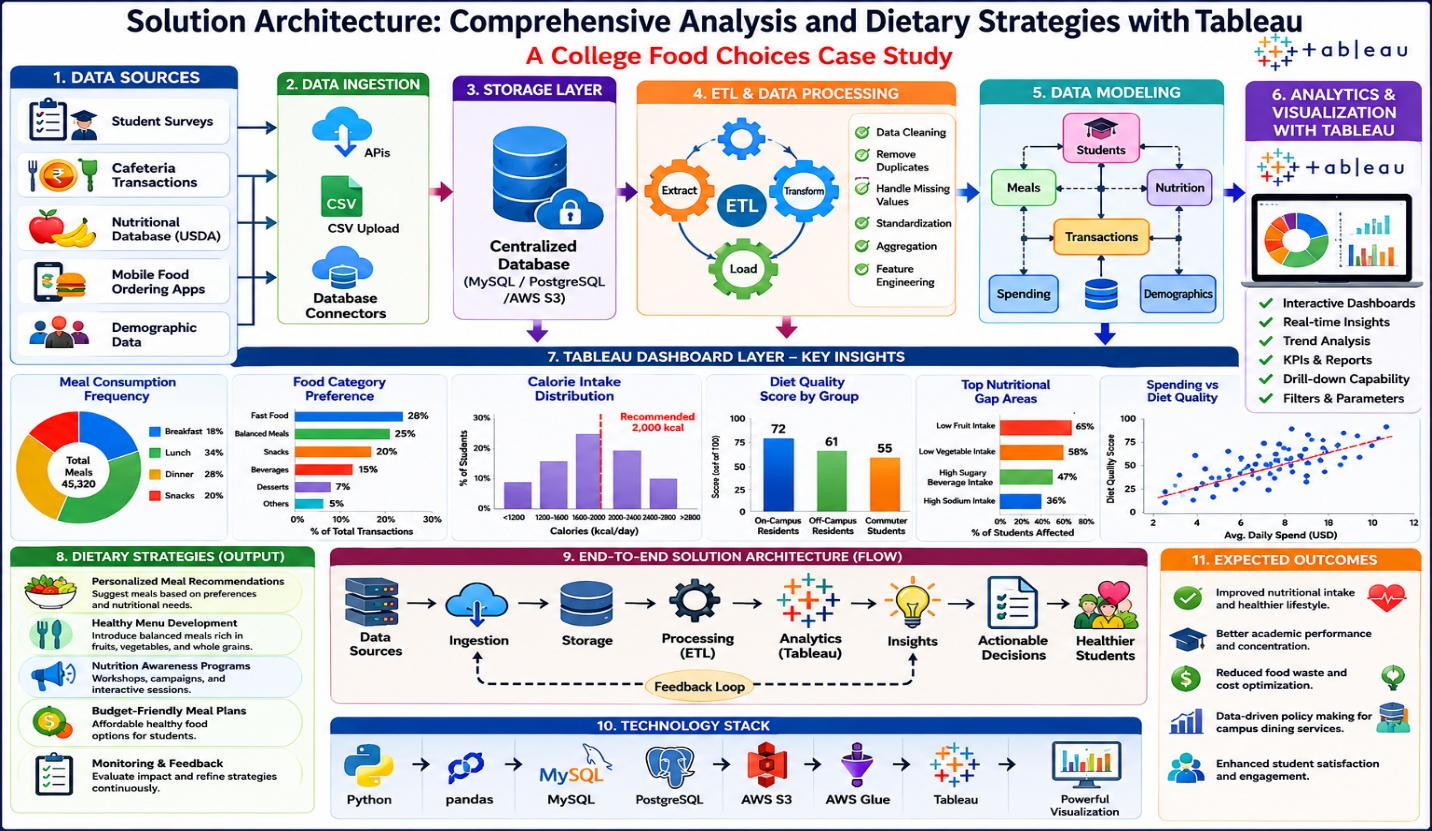 Solution Architecture: Comprehensive Analysis and Dietary Strategies with Tableau
A College Food Choices Case Study
+ableau
1. DATA SOURCES
Student Surveys
Cafeteria
Transactions
Nutritional
Database (USDA)
Mobile Food
Ordering Apps
Demographic
Data
2. DATA INGESTION
APIs
CSV
CSV Upload
Database
Connectors
3. STORAGE LAYER
Centralized
Database
(MySQL / PostgreSQL
/AWS S3)
4. ETL & DATA PROCESSING
Extract
Transform
ETL
Load
Data Cleaning
Remove
Duplicates
Handle Missing
Values
Standardization
Aggregation
Feature
Engineering
5. DATA MODELING
Students
Meals
Nutrition
Transactions
Spending
Demographics
6. ANALYTICS &
VISUALIZATION
WITH TABLEAU
+ableau
Interactive Dashboards
Real-time Insights
Trend Analysis
KPIs & Reports
Drill-down Capability
Filters & Parameters
7. TABLEAU DASHBOARD LAYER – KEY INSIGHTS
Meal Consumption
Frequency
Total
Meals
45,320
Breakfast 18%
Lunch 34%
Dinner 28%
Snacks 20%
Food Category
Preference
Fast Food 28%
Balanced Meals 25%
Snacks 20%
Beverages 15%
Desserts 7%
Others 5%
0% 10% 20% 30%
% of Total Transactions
Calorie Intake
Distribution
Recommended
2,000 kcal
% of Students
30%
20%
10%
0%
<1200 1200-1600 1600-2000 2000-2400 2400-2800 >2800
Calories (kcal/day)
Diet Quality
Score by Group
100
75
50
25
0
72
61
55
On-Campus
Residents
Off-Campus
Residents
Commuter
Students
Top Nutritional
Gap Areas
Low Fruit Intake 65%
Low Vegetable Intake 58%
High Sugary
Beverage Intake 47%
High Sodium Intake 36%
0% 20% 40% 60% 80%
% of Students Affected
Spending vs
Diet Quality
100
75
50
25
0
2 4 6 8 18 10 12
Avg. Daily Spend (USD)
8. DIETARY STRATEGIES (OUTPUT)
Personalized Meal Recommendations
Suggest meals based on preferences
and nutritional needs.
Healthy Menu Development
Introduce balanced meals rich in
fruits, vegetables, and whole grains.
Nutrition Awareness Programs
Workshops, campaigns, and
interactive sessions.
Budget-Friendly Meal Plans
Affordable healthy food
options for students.
Monitoring & Feedback
Evaluate impact and refine strategies
continuously.
9. END-TO-END SOLUTION ARCHITECTURE (FLOW)
Data
Sources
Ingestion
Storage
Processing
(ETL)
Analytics
(Tableau)
Insights
Actionable
Decisions
Healthier
Students
Feedback Loop
10. TECHNOLOGY STACK
Python
pandas
MySQL
MySQL
PostgreSQL
AWS S3
AWS Glue
Tableau
Powerful
Visualization
11. EXPECTED OUTCOMES
Improved nutritional intake
and healthier lifestyle.
Better academic performance
and concentration.
Reduced food waste and
cost optimization.
Data-driven policy making for
campus dining services.
Enhanced student satisfaction
and engagement.